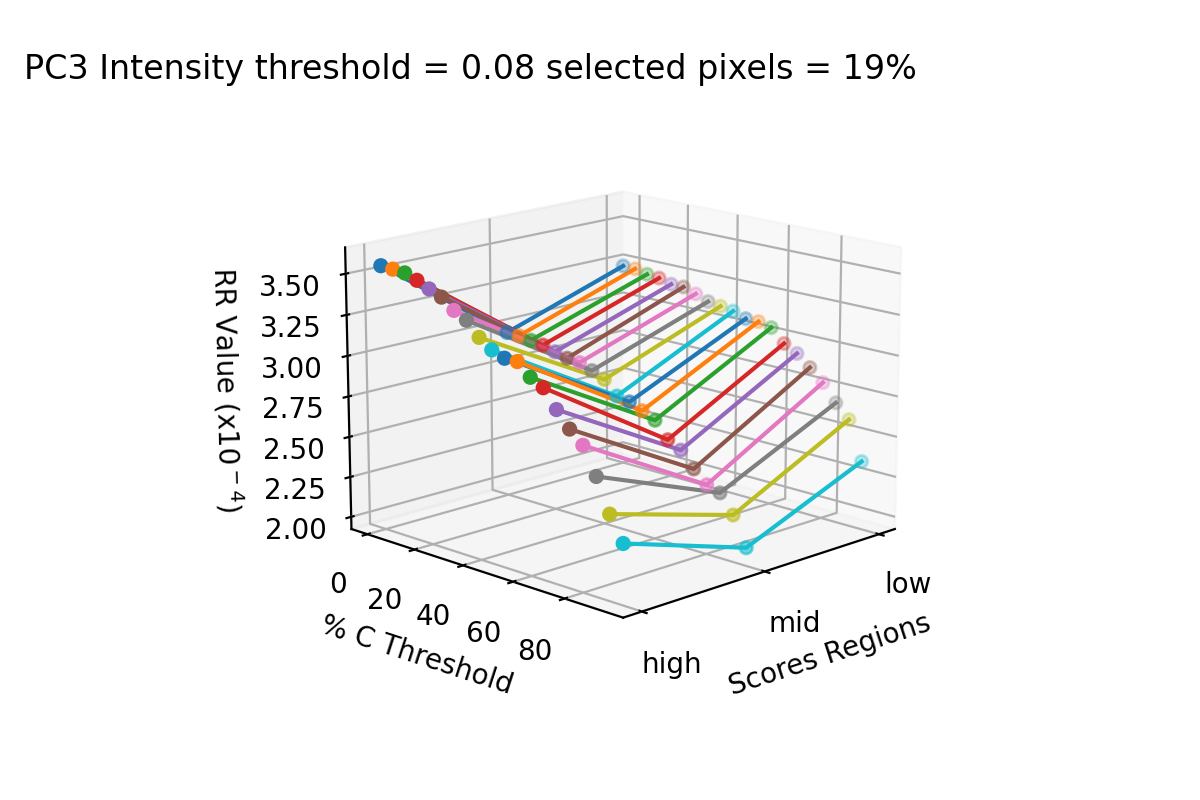 PC3 Intensity threshold = 0.08 selected pixels = 19%
RR Value (x10⁻⁴)
3.50
3.25
3.00
2.75
2.50
2.25
2.00
0
20
40
60
80
% C Threshold
high
mid
low
Scores Regions